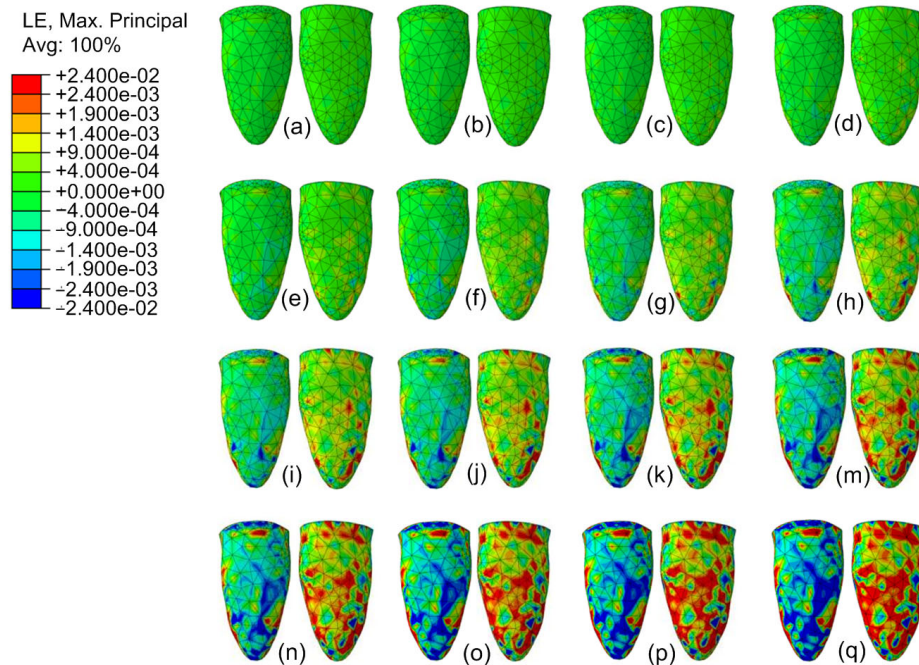 LE, Max. Principal
Avg: 100%
+2.400e-02
+2.400e-03
+1.900e-03
+1.400e-03
+9.000e-04
+4.000e-04
+0.000e+00
−4.000e-04
−9.000e-04
−1.400e-03
−1.900e-03
−2.400e-03
−2.400e-02
(a) (b) (c) (d)
(e) (f) (g) (h)
(i) (j) (k) (m)
(n) (o) (p) (q)